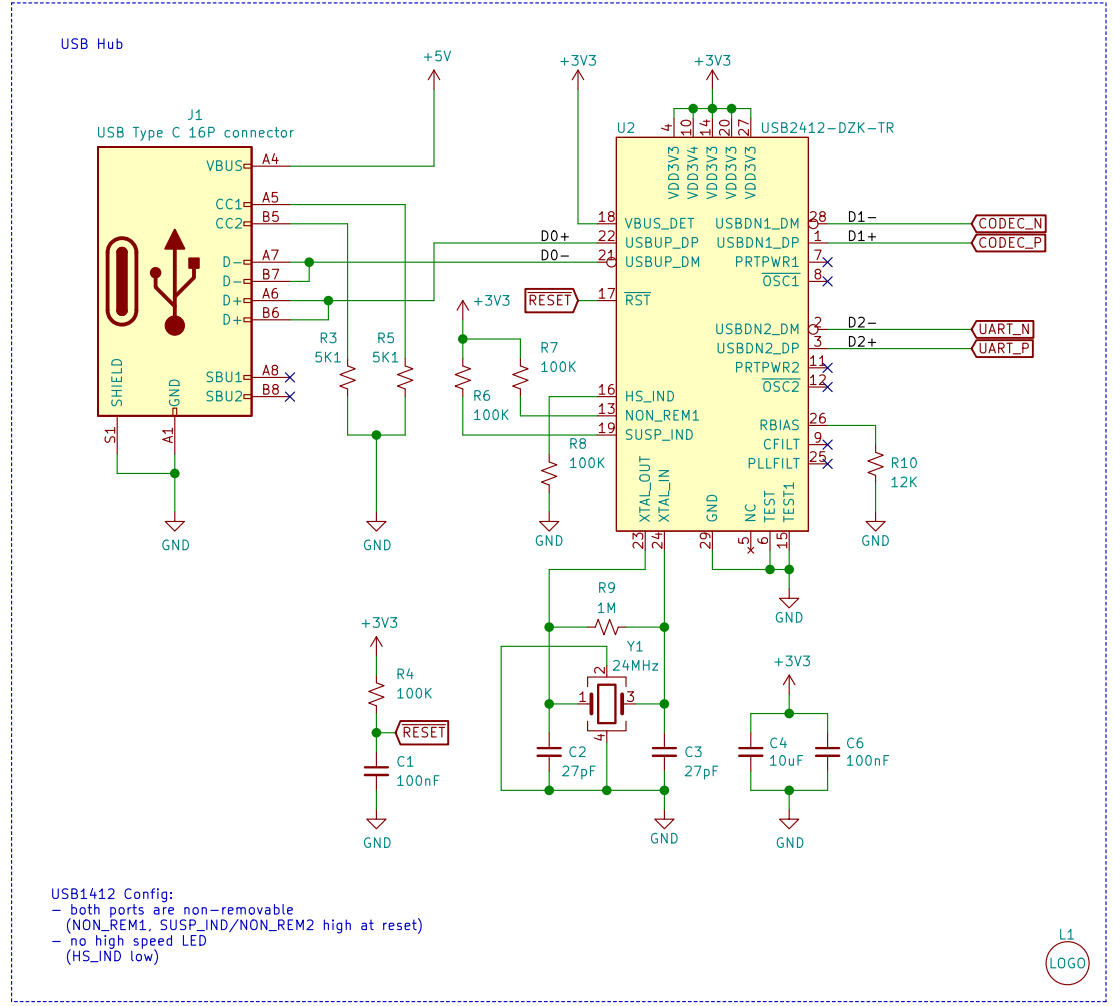 USB Hub
+5V
+3V3
+3V3
J1
USB Type C 16P connector
U2
USB2412-DZK-TR
4
10
14
20
27
VDD3V3
VDD3V4
VDD3V3
VDD3V3
VDD3V3
VBUS
A4
CC1
A5
CC2
B5
D-
A7
D-
B7
D+
A6
D+
B6
SBU1
A8
SBU2
B8
SHIELD
GND
S1
A1
GND
R3
5K1
R5
5K1
GND
D0+
D0-
18
VBUS_DET
22
USBUP_DP
21
USBUP_DM
RESET
17
RST
+3V3
R7
100K
R6
100K
16
HS_IND
13
NON_REM1
19
SUSP_IND
R8
100K
GND
USBDN1_DM
28
D1-
CODEC_N
USBDN1_DP
1
D1+
CODEC_P
PRTPWR1
7
OSC1
8
USBDN2_DM
2
D2-
UART_N
USBDN2_DP
3
D2+
UART_P
PRTPWR2
11
OSC2
12
RBIAS
26
CFILT
9
PLLFILT
25
R10
12K
GND
XTAL_OUT
XTAL_IN
GND
NC
TEST
TEST1
23
24
29
5
6
15
GND
R9
1M
Y1
24MHz
2
1
3
4
C2
27pF
C3
27pF
GND
+3V3
R4
100K
RESET
C1
100nF
GND
+3V3
C4
10uF
C6
100nF
GND
USB1412 Config:
- both ports are non-removable
(NON_REM1, SUSP_IND/NON_REM2 high at reset)
- no high speed LED
(HS_IND low)
L1
LOGO